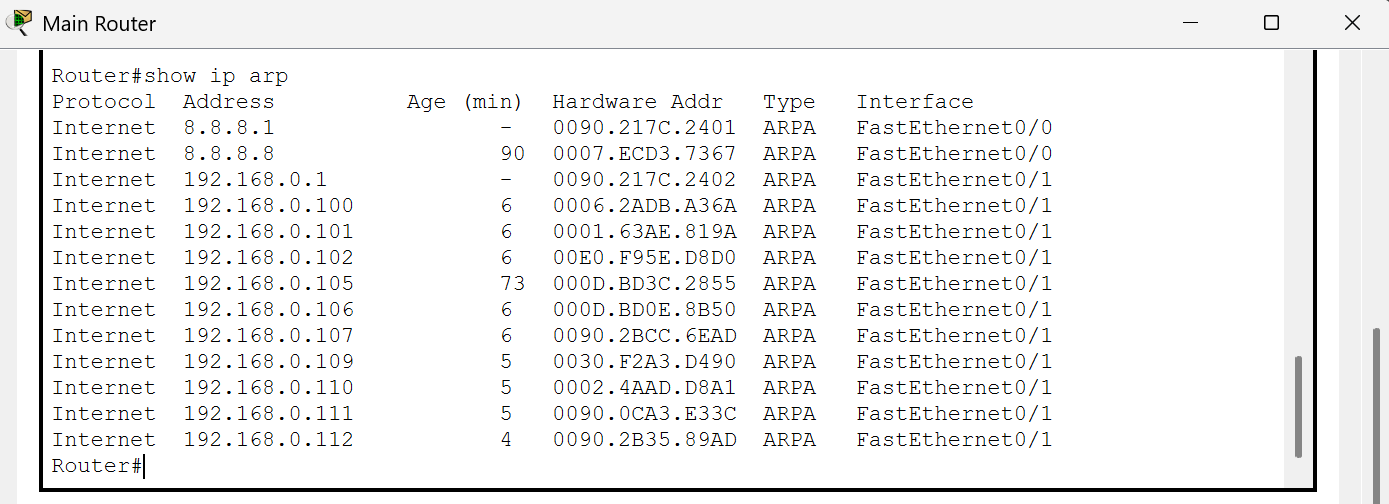 Main Router
Router#show ip arp
Protocol  Address          Age (min)  Hardware Addr   Type   Interface
Internet  8.8.8.1                 -   0090.217C.2401  ARPA   FastEthernet0/0
Internet  8.8.8.8                 90  0007.ECD3.7367  ARPA   FastEthernet0/0
Internet  192.168.0.1             -   0090.217C.2402  ARPA   FastEthernet0/1
Internet  192.168.0.100           6   0006.2ADB.A36A  ARPA   FastEthernet0/1
Internet  192.168.0.101           6   0001.63AE.819A  ARPA   FastEthernet0/1
Internet  192.168.0.102           6   00E0.F95E.D8D0  ARPA   FastEthernet0/1
Internet  192.168.0.105           73  000D.BD3C.2855  ARPA   FastEthernet0/1
Internet  192.168.0.106           6   000D.BD0E.8B50  ARPA   FastEthernet0/1
Internet  192.168.0.107           6   0090.2BCC.6EAD  ARPA   FastEthernet0/1
Internet  192.168.0.109           5   0030.F2A3.D490  ARPA   FastEthernet0/1
Internet  192.168.0.110           5   0002.4AAD.D8A1  ARPA   FastEthernet0/1
Internet  192.168.0.111           5   0090.0CA3.E33C  ARPA   FastEthernet0/1
Internet  192.168.0.112           4   0090.2B35.89AD  ARPA   FastEthernet0/1
Router#